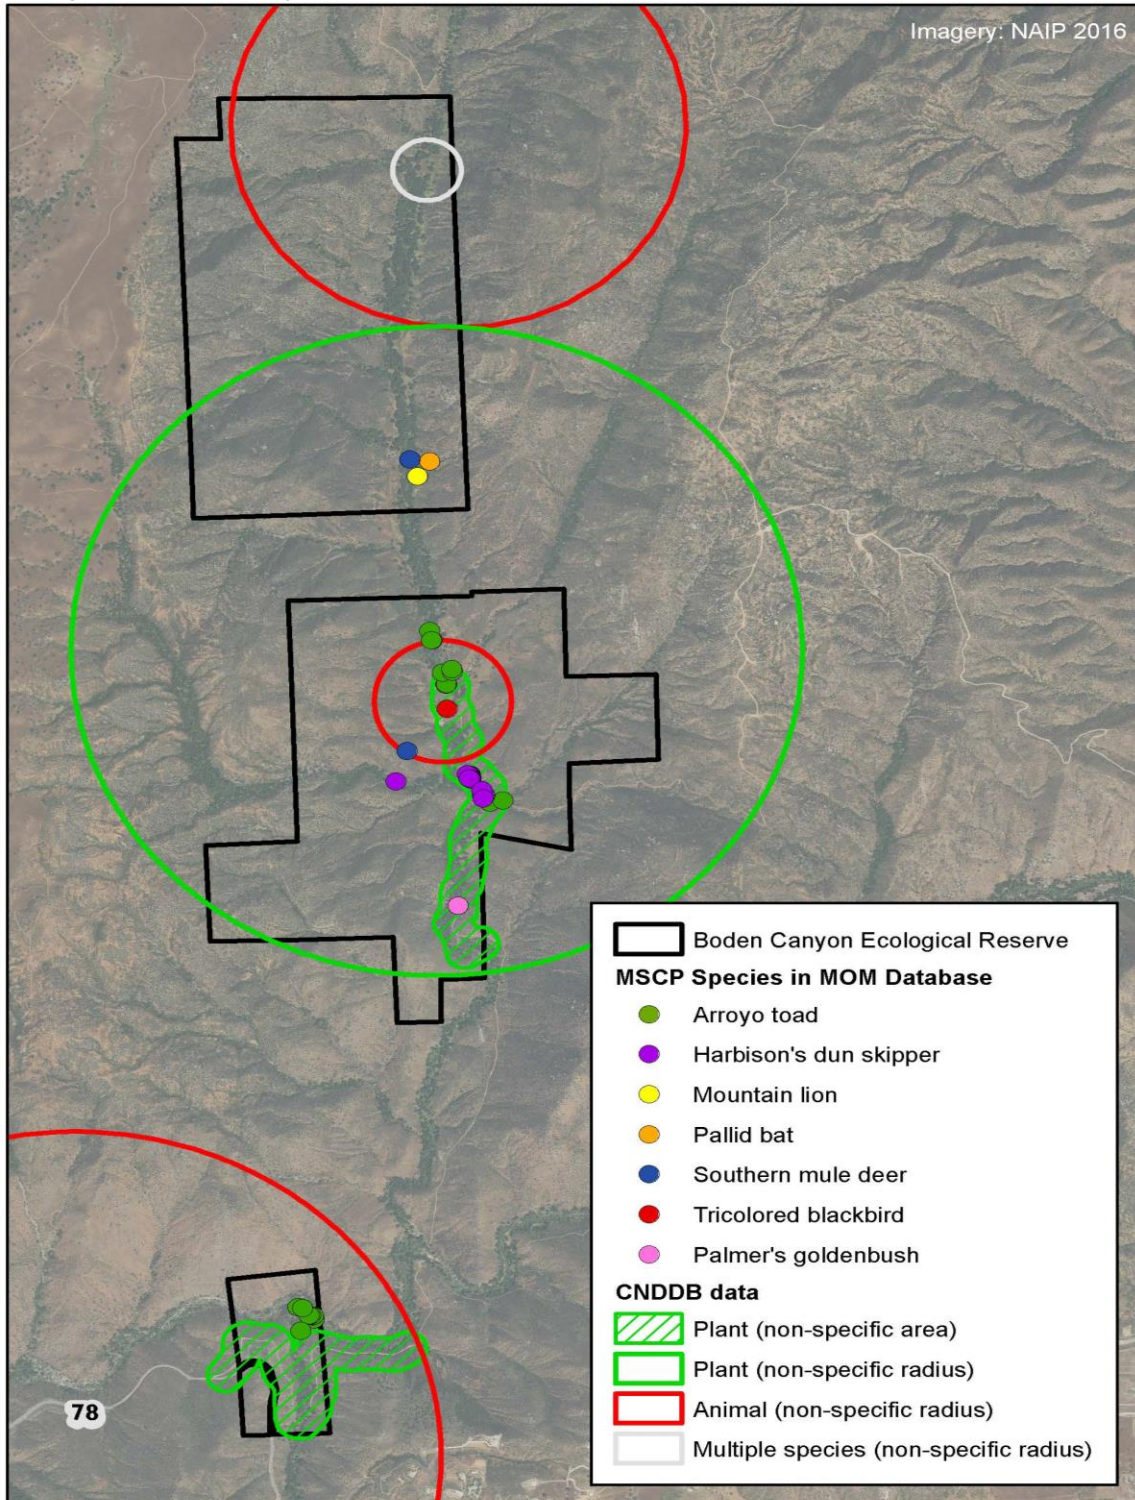 Imagery: NAIP 2016
78
Boden Canyon Ecological Reserve
MSCP Species in MOM Database
Arroyo toad
Harbison's dun skipper
Mountain lion
Pallid bat
Southern mule deer
Tricolored blackbird
Palmer's goldenbush
CNDDB data
Plant (non-specific area)
Plant (non-specific radius)
Animal (non-specific radius)
Multiple species (non-specific radius)